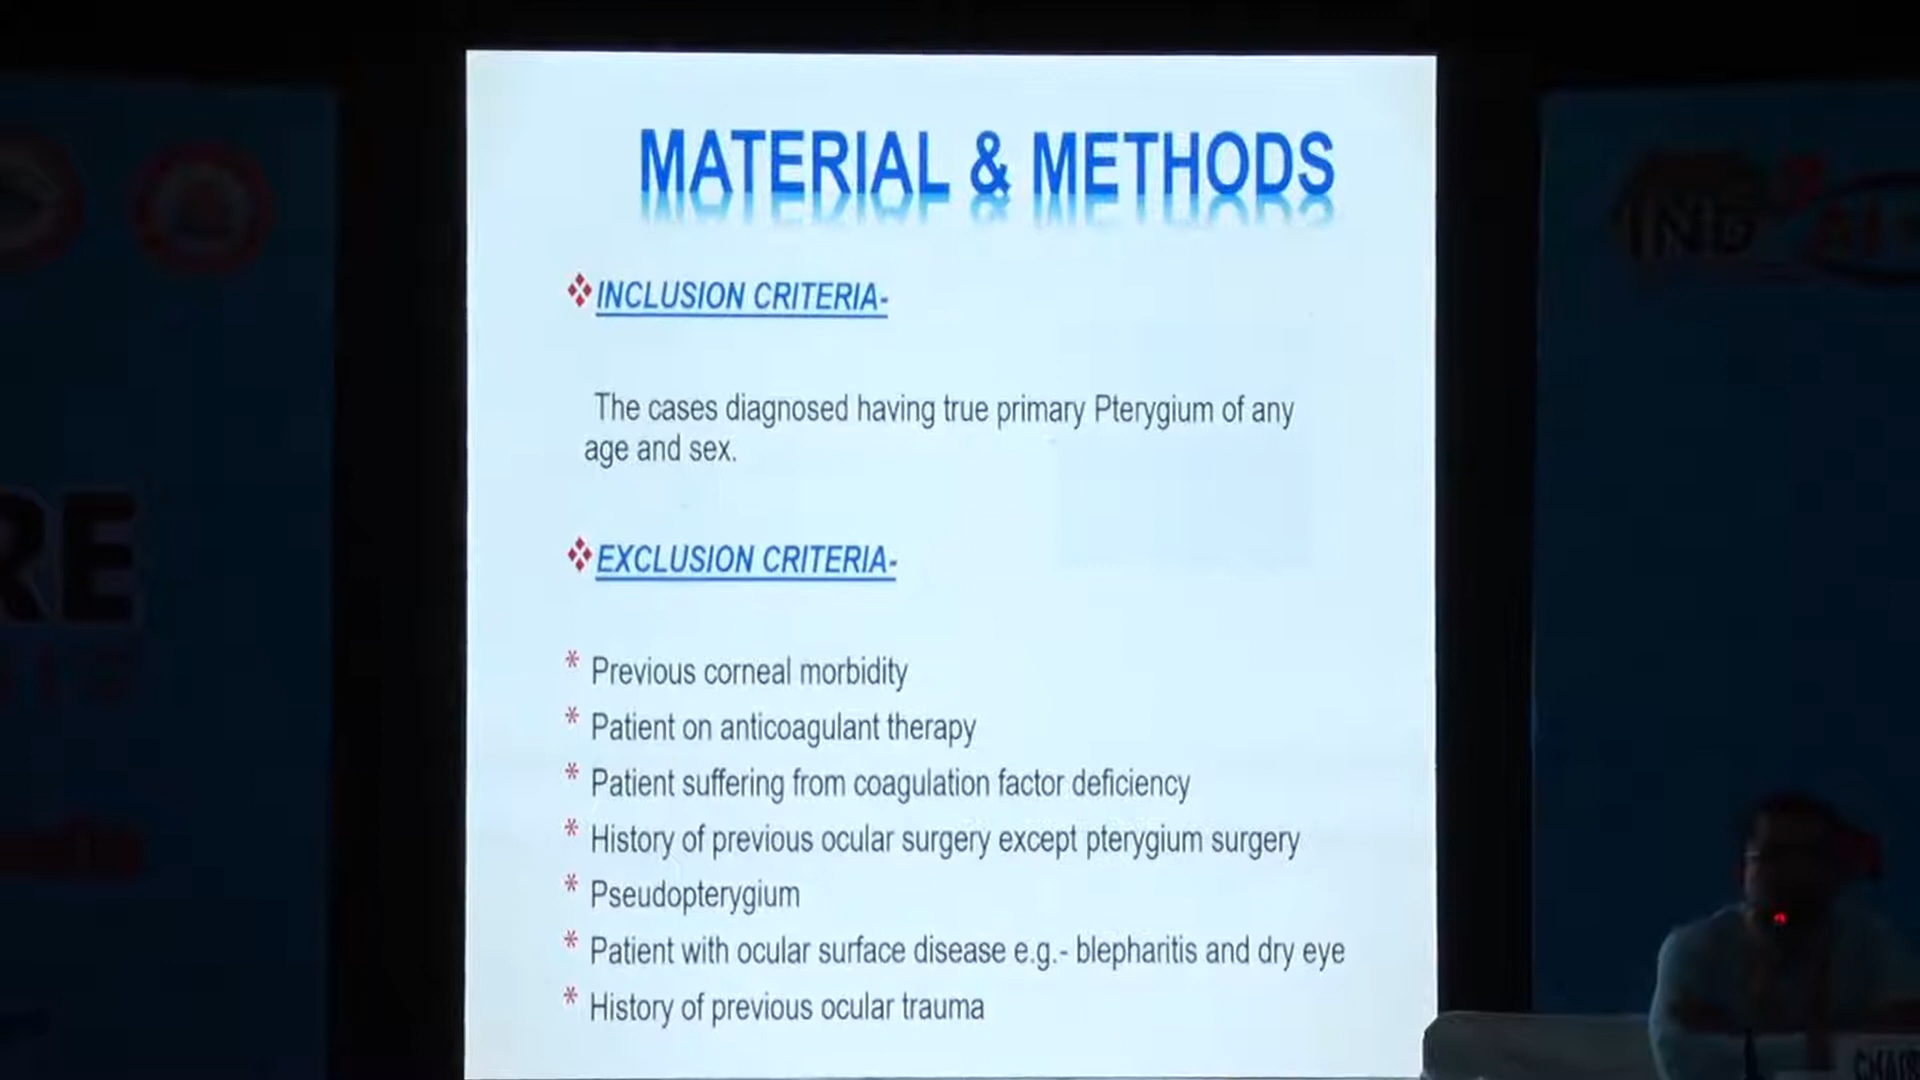 MATERIAL & METHODS
❖INCLUSION CRITERIA-
The cases diagnosed having true primary Pterygium of any
age and sex.
❖EXCLUSION CRITERIA-
* Previous corneal morbidity
* Patient on anticoagulant therapy
* Patient suffering from coagulation factor deficiency
* History of previous ocular surgery except pterygium surgery
* Pseudopterygium
* Patient with ocular surface disease e.g.- blepharitis and dry eye
* History of previous ocular trauma
RE
IND